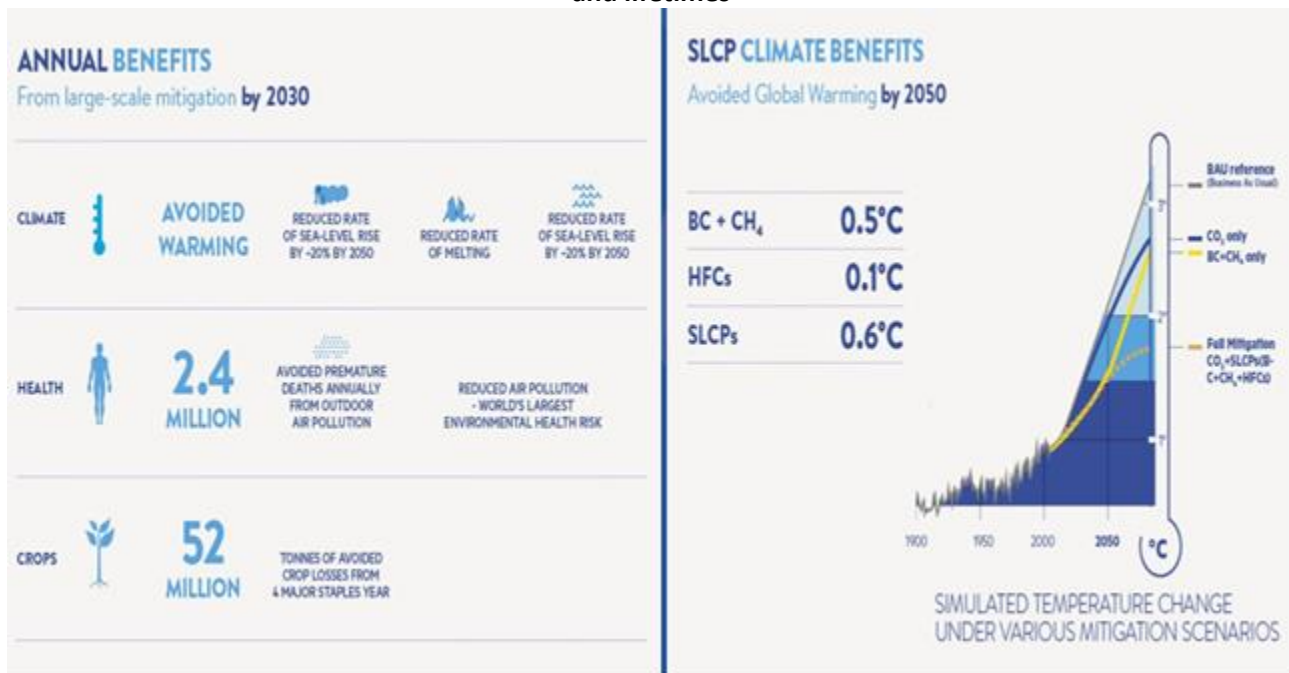 ANNUAL BENEFITS
From large-scale mitigation by 2030
CLIMATE
AVOIDED
WARMING
REDUCED RATE
OF SEA-LEVEL RISE
BY ~20% BY 2050
REDUCED RATE
OF MELTING
REDUCED RATE
OF SEA-LEVEL RISE
BY ~20% BY 2050
HEALTH
2.4
MILLION
AVOIDED PREMATURE
DEATHS ANNUALLY
FROM OUTDOOR
AIR POLLUTION
REDUCED AIR POLLUTION
- WORLD'S LARGEST
ENVIRONMENTAL HEALTH RISK
CROPS
52
MILLION
TONNES OF AVOIDED
CROP LOSSES FROM
4 MAJOR STAPLES YEAR
SLCP CLIMATE BENEFITS
Avoided Global Warming by 2050
BC + CH₄ 0.5°C
HFCs 0.1°C
SLCPs 0.6°C
BAU reference
(Business As Usual)
CO₂ only
BC+CH₄ only
Full Mitigation
CO₂+SLCPs(B-
C+CH₄+HFCs)
1900 1950 2000 2050 °C
SIMULATED TEMPERATURE CHANGE
UNDER VARIOUS MITIGATION SCENARIOS